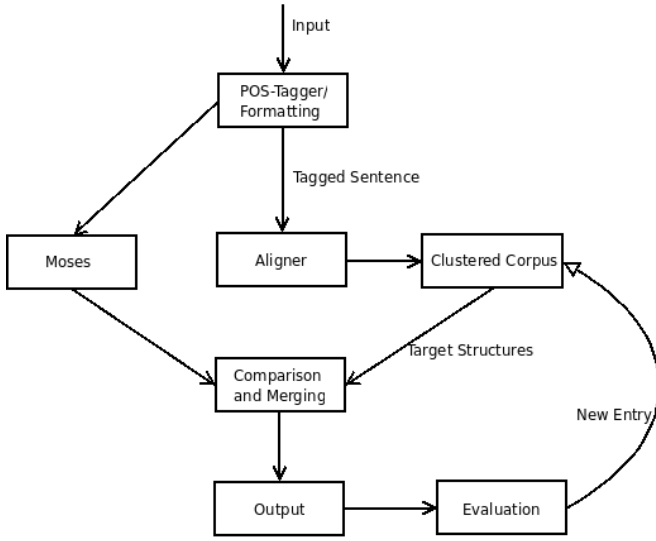 Input
POS-Tagger/
Formatting
Tagged Sentence
Moses
Aligner
Clustered Corpus
Target Structures
Comparison
and Merging
New Entry
Output
Evaluation